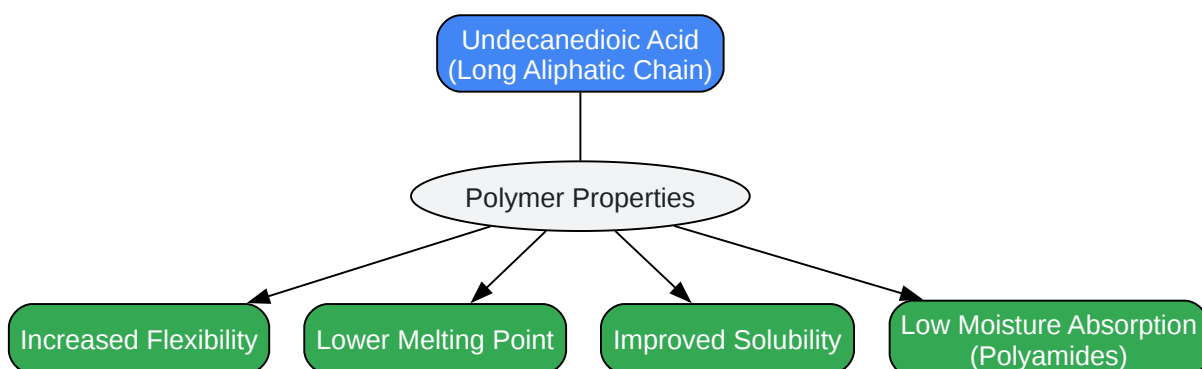 Undecanedioic Acid
(Long Aliphatic Chain)
Polymer Properties
Increased Flexibility
Lower Melting Point
Improved Solubility
Low Moisture Absorption
(Polyamides)